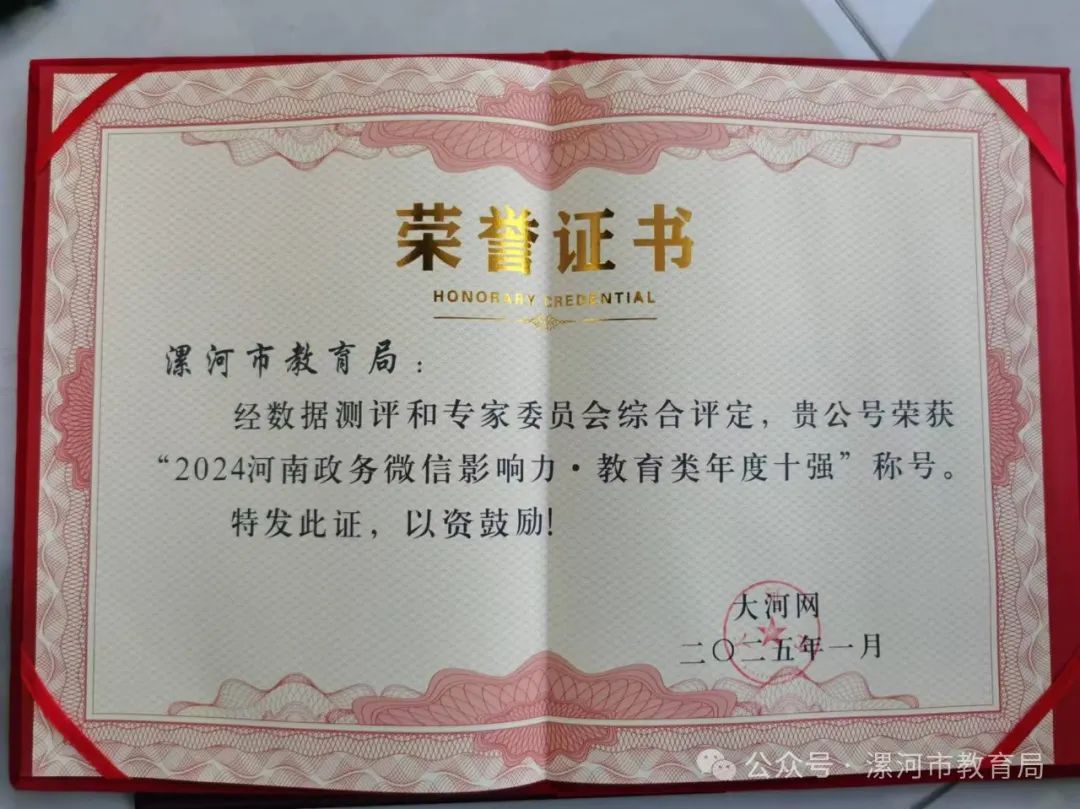 荣誉证书
HONORARY CREDENTIAL
漯河市教育局：
经数据测评和专家委员会综合评定，贵公号荣获
“2024河南政务微信影响力·教育类年度十强”称号。
特发此证，以资鼓励!
大河网
二〇二五年一月
公众号·漯河市教育局